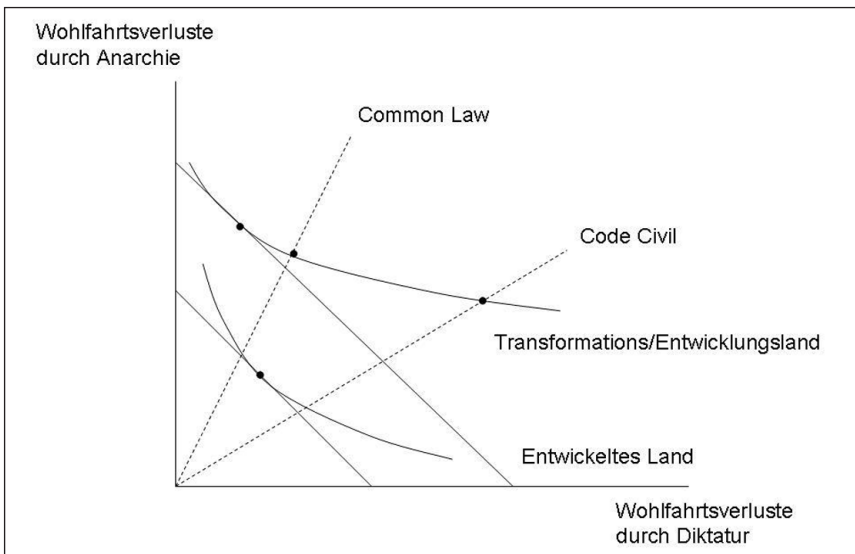 Wohlfahrtsverluste
durch Anarchie
Common Law
Code Civil
Transformations/Entwicklungsland
Entwickeltes Land
Wohlfahrtsverluste
durch Diktatur